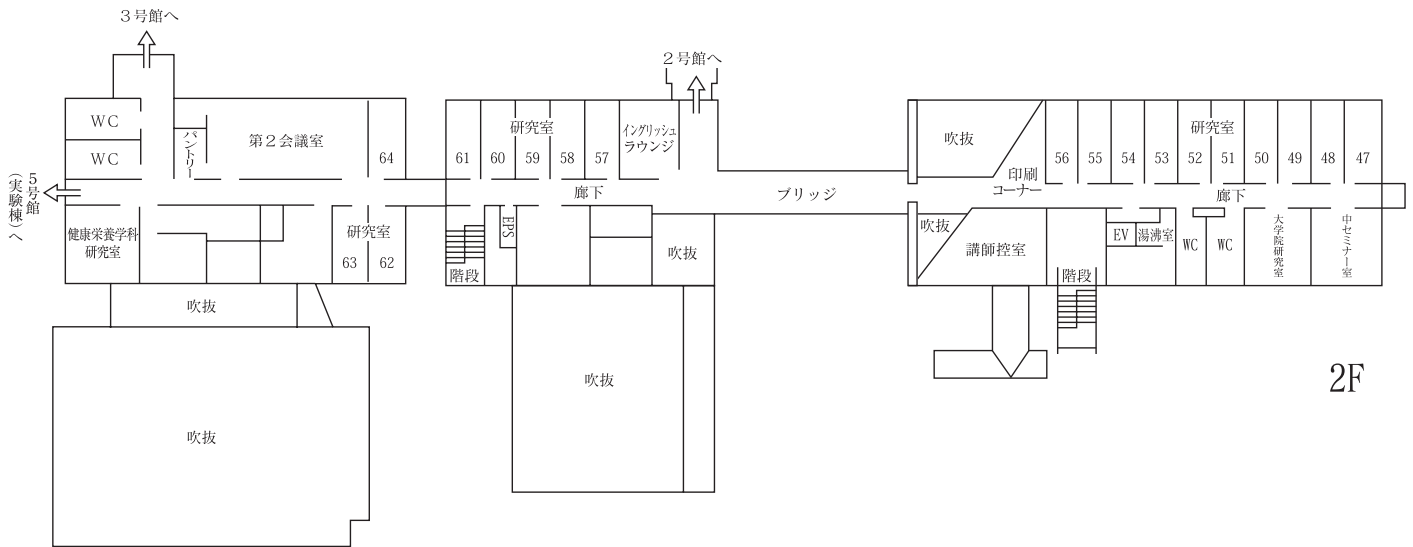 3号館へ
WC
WC
パントリー
第2会議室
64
5号館
(実験棟)へ
健康栄養学科
研究室
研究室
63
62
吹抜
吹抜
2号館へ
研究室
61
60
59
58
57
イングリッシュ
ラウンジ
廊下
EPS
階段
吹抜
吹抜
ブリッジ
吹抜
印刷
コーナー
研究室
56
55
54
53
52
51
50
49
48
47
廊下
吹抜
講師控室
階段
EV
湯沸室
WC
WC
大学院研究室
中セミナー室
2F